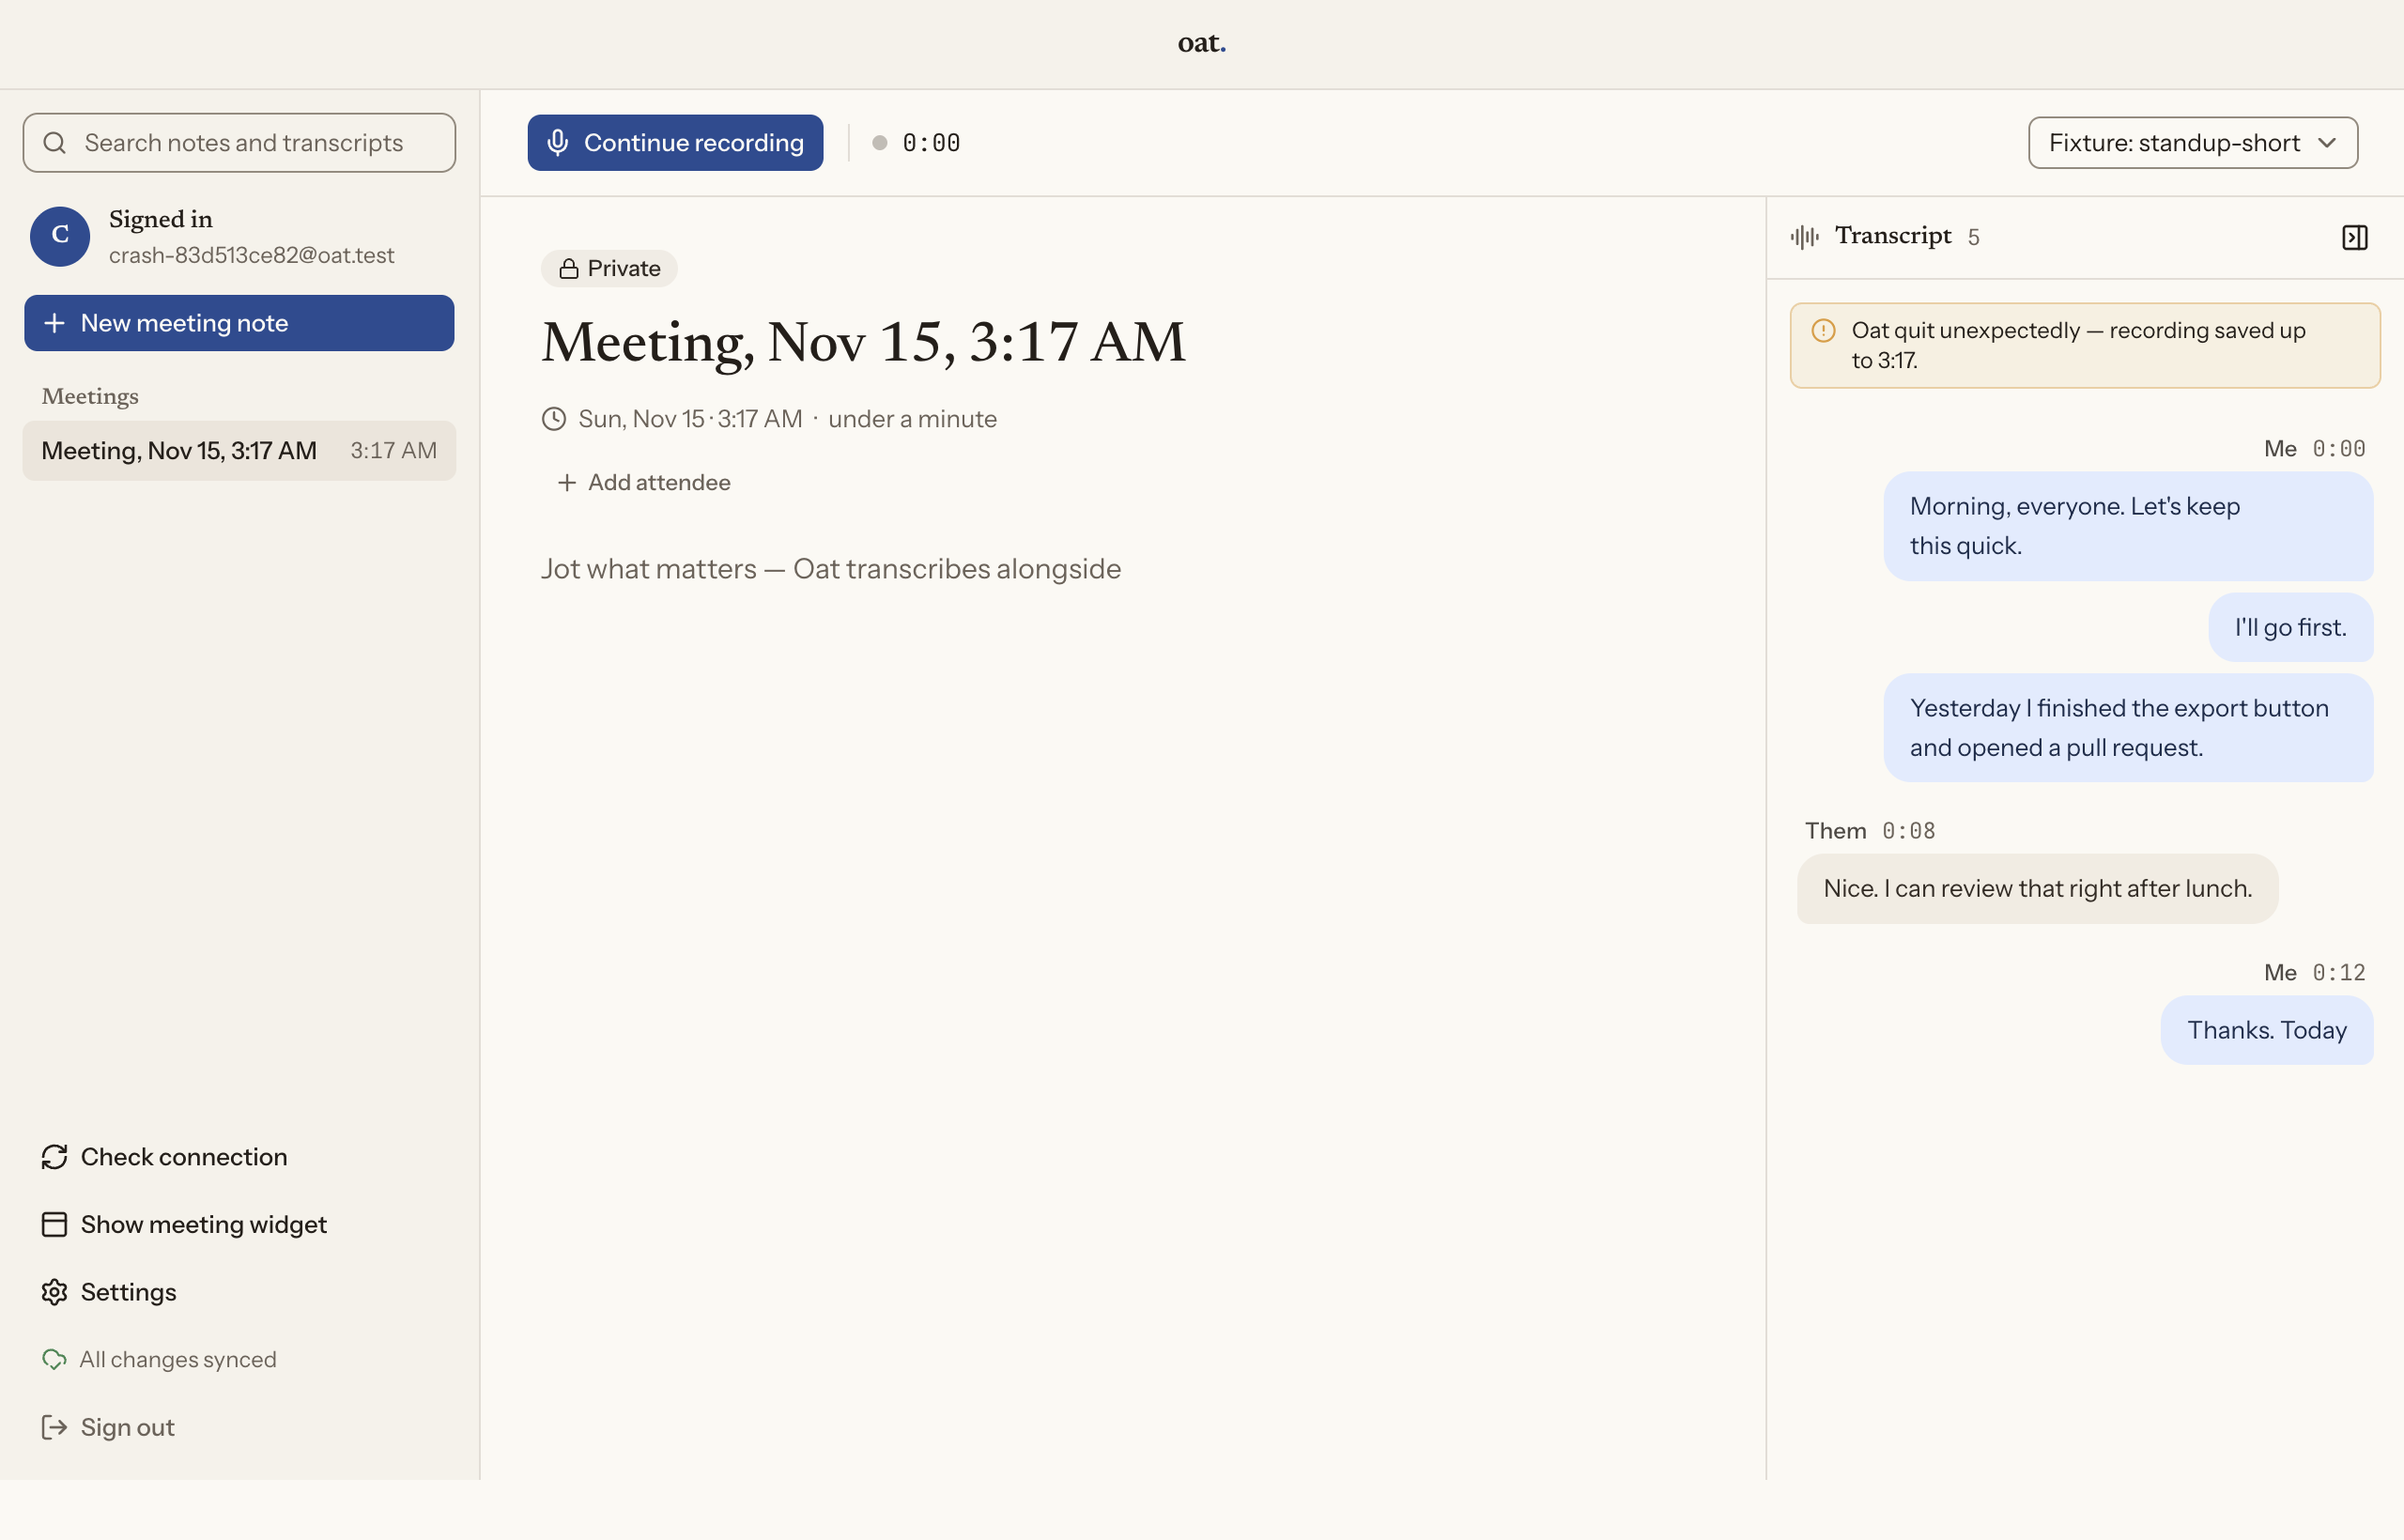 oat.
Search notes and transcripts
C
Signed in
crash-83d513ce82@oat.test
New meeting note
Meetings
Meeting, Nov 15, 3:17 AM 3:17 AM
Check connection
Show meeting widget
Settings
All changes synced
Sign out
Continue recording 0:00
Fixture: standup-short
Private
Meeting, Nov 15, 3:17 AM
Sun, Nov 15 · 3:17 AM · under a minute
Add attendee
Jot what matters — Oat transcribes alongside
Transcript 5
Oat quit unexpectedly — recording saved up
to 3:17.
Me 0:00
Morning, everyone. Let's keep
this quick.
I'll go first.
Yesterday I finished the export button
and opened a pull request.
Them 0:08
Nice. I can review that right after lunch.
Me 0:12
Thanks. Today